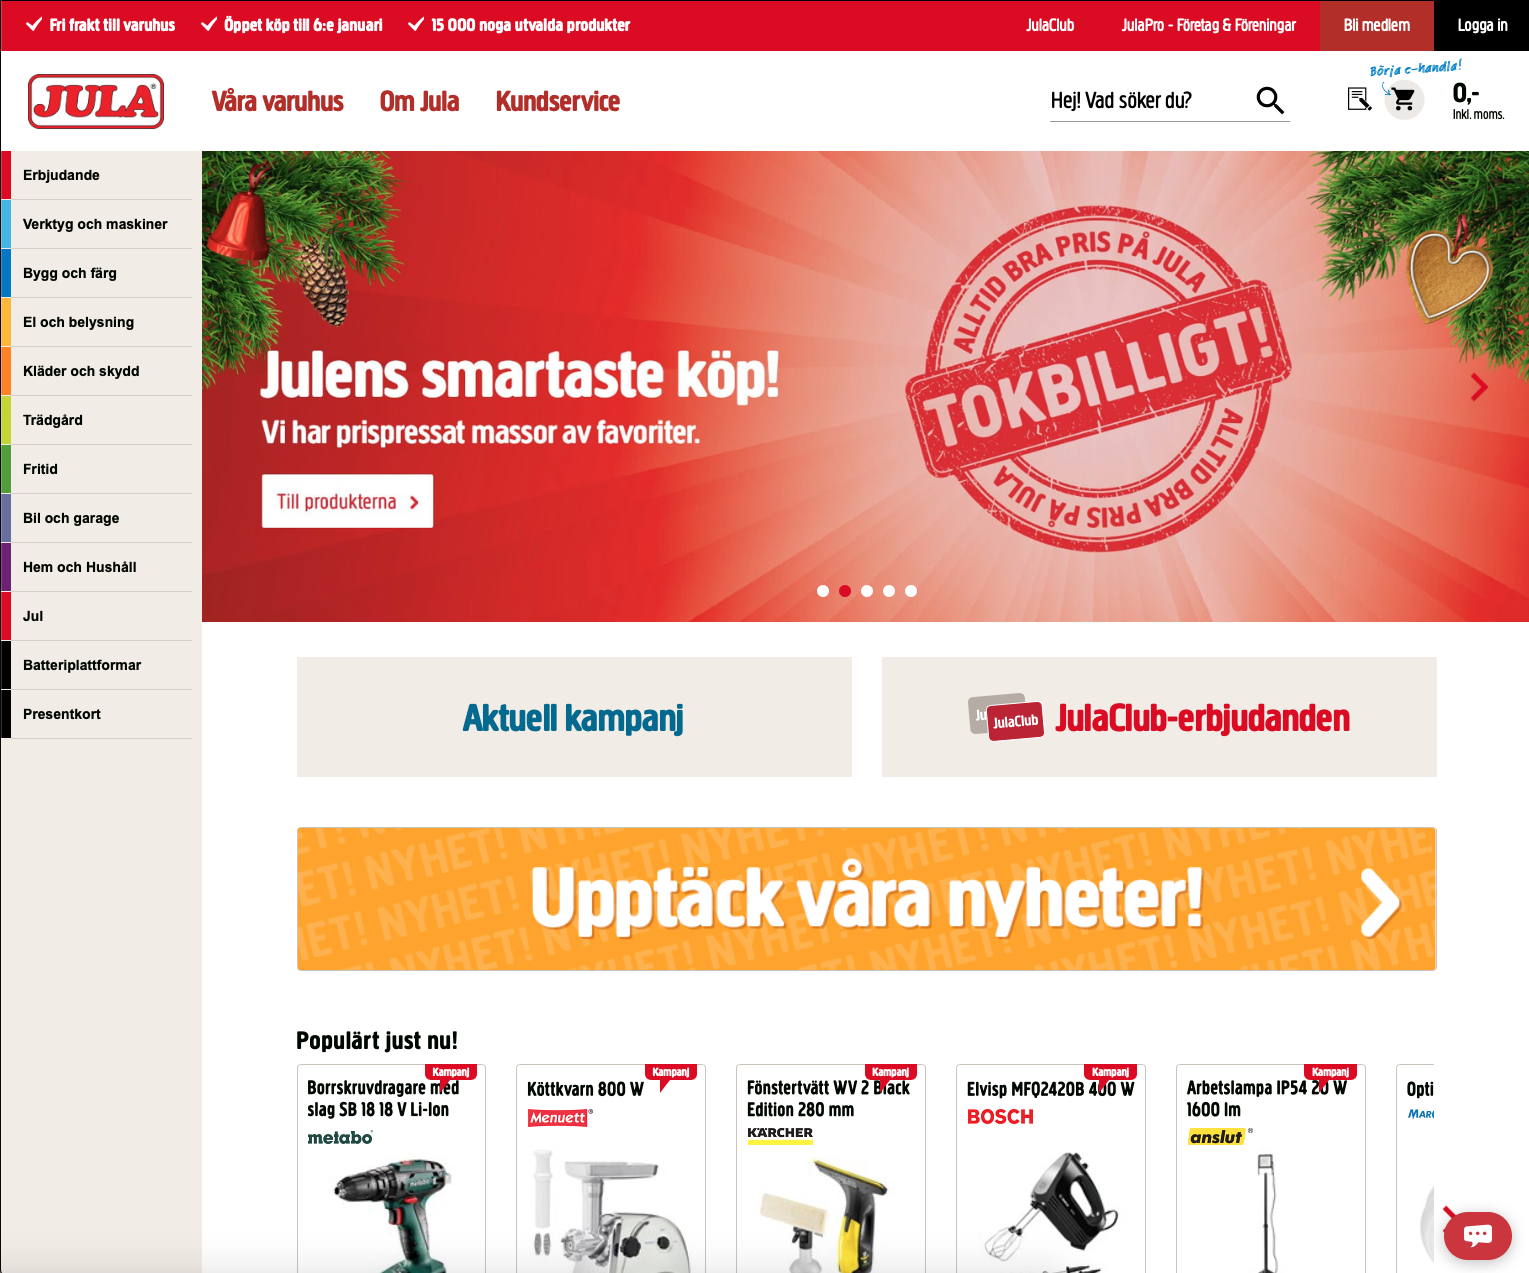 Fri frakt till varuhus
Öppet köp till 6:e januari
15 000 noga utvalda produkter
JulaClub
JulaPro - Företag & Föreningar
Bli medlem
Logga in
JULA®
Våra varuhus
Om Jula
Kundservice
Hej! Vad söker du?
Börja e-handla!
0,-
Inkl. moms.
Erbjudande
Verktyg och maskiner
Bygg och färg
El och belysning
Kläder och skydd
Trädgård
Fritid
Bil och garage
Hem och Hushåll
Jul
Batteriplattformar
Presentkort
Julens smartaste köp!
Vi har prispressat massor av favoriter.
Till produkterna
ALLTID BRA PRIS PÅ JULA
TOKBILLIGT!
ALLTID BRA PRIS PÅ JULA
Aktuell kampanj
Ju
JulaClub
JulaClub-erbjudanden
NYHET! NYHET! NYHET! NYHET!
Upptäck våra nyheter!
Populärt just nu!
Kampanj
Borrskruvdragare med
slag SB 18 18 V Li-Ion
metabo
Kampanj
Köttkvarn 800 W
Menuett®
Kampanj
Fönstertvätt WV 2 Black
Edition 280 mm
KÄRCHER
Kampanj
Elvisp MFQ2420B 400 W
BOSCH
Kampanj
Arbetslampa IP54 20 W
1600 lm
anslut®
Opti